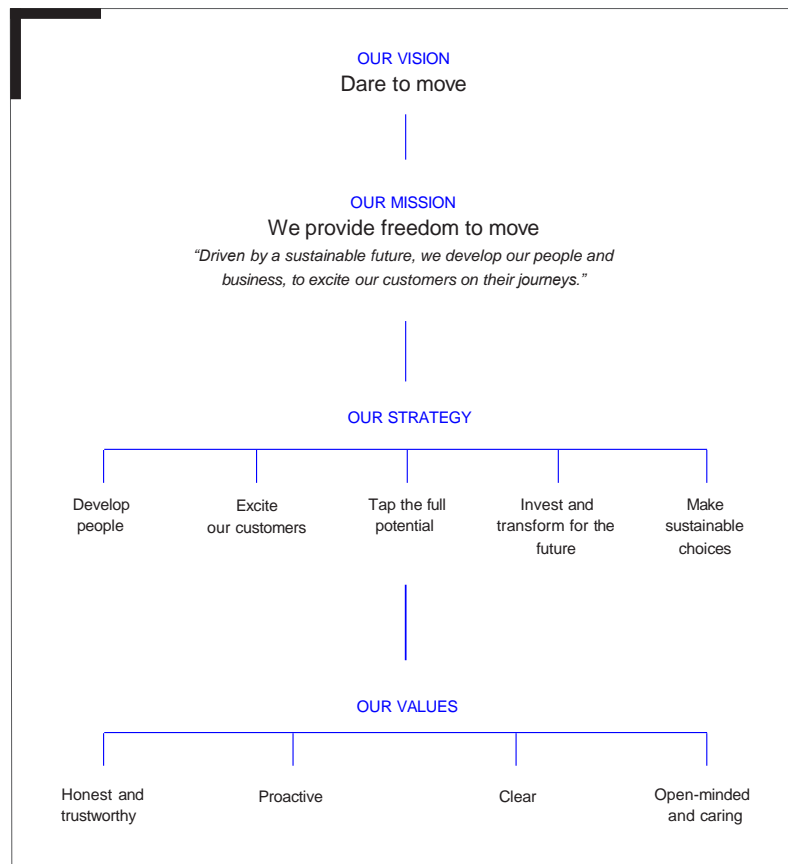 OUR VISION
Dare to move
OUR MISSION
We provide freedom to move
“Driven by a sustainable future, we develop our people and
business, to excite our customers on their journeys.”
OUR STRATEGY
Develop
people
Excite
our customers
Tap the full
potential
Invest and
transform for the
future
Make
sustainable
choices
OUR VALUES
Honest and
trustworthy
Proactive
Clear
Open-minded
and caring